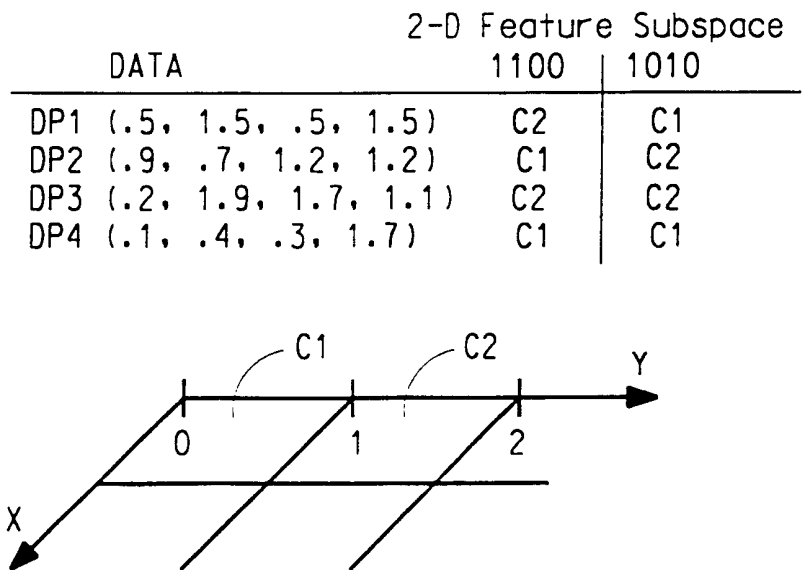 2-D Feature Subspace
DATA 1100 1010
DP1 (.5, 1.5, .5, 1.5) C2 C1
DP2 (.9, .7, 1.2, 1.2) C1 C2
DP3 (.2, 1.9, 1.7, 1.1) C2 C2
DP4 (.1, .4, .3, 1.7) C1 C1
C1 C2
Y
0 1 2
X